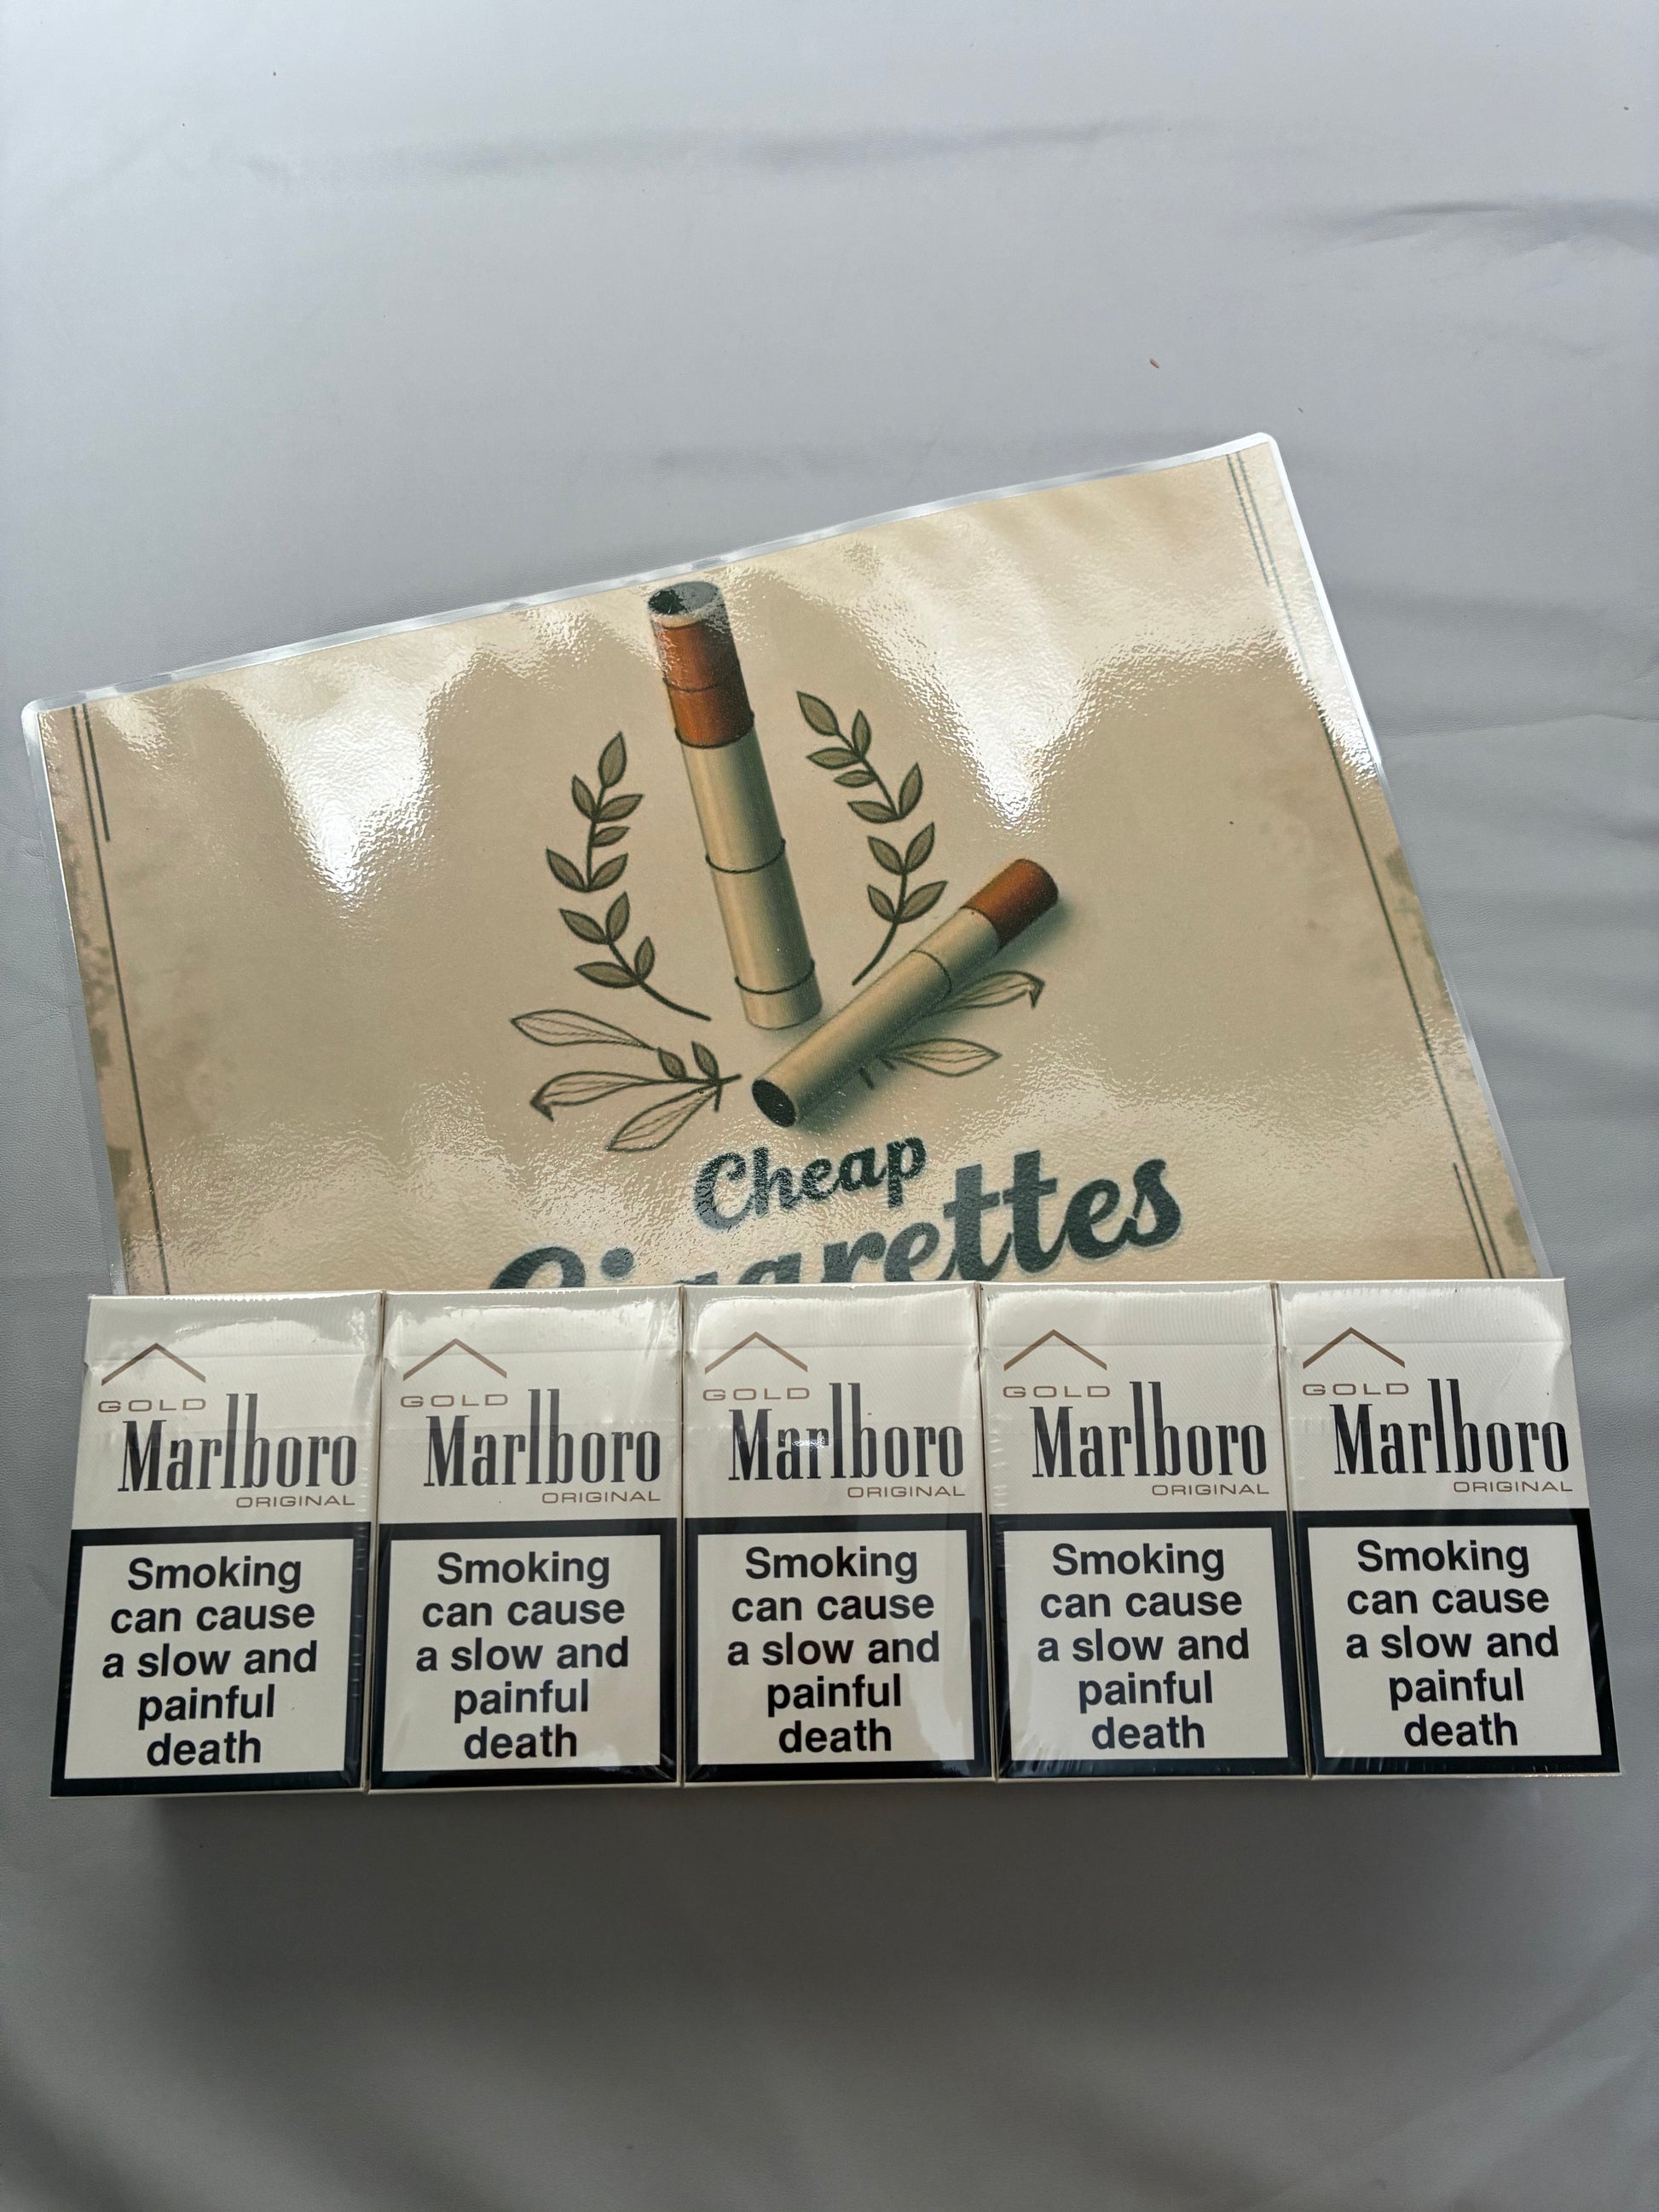 Cheap
Cigarettes
GOLD
Marlboro
ORIGINAL
Smoking
can cause
a slow and
painful
death
GOLD
Marlboro
ORIGINAL
Smoking
can cause
a slow and
painful
death
GOLD
Marlboro
ORIGINAL
Smoking
can cause
a slow and
painful
death
GOLD
Marlboro
ORIGINAL
Smoking
can cause
a slow and
painful
death
GOLD
Marlboro
ORIGINAL
Smoking
can cause
a slow and
painful
death